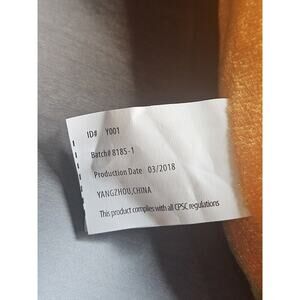 ID# Y001
Batch# 8185-1
Production Date 03/2018
YANGZHOU,CHINA
This product complies with all CPSC regulations